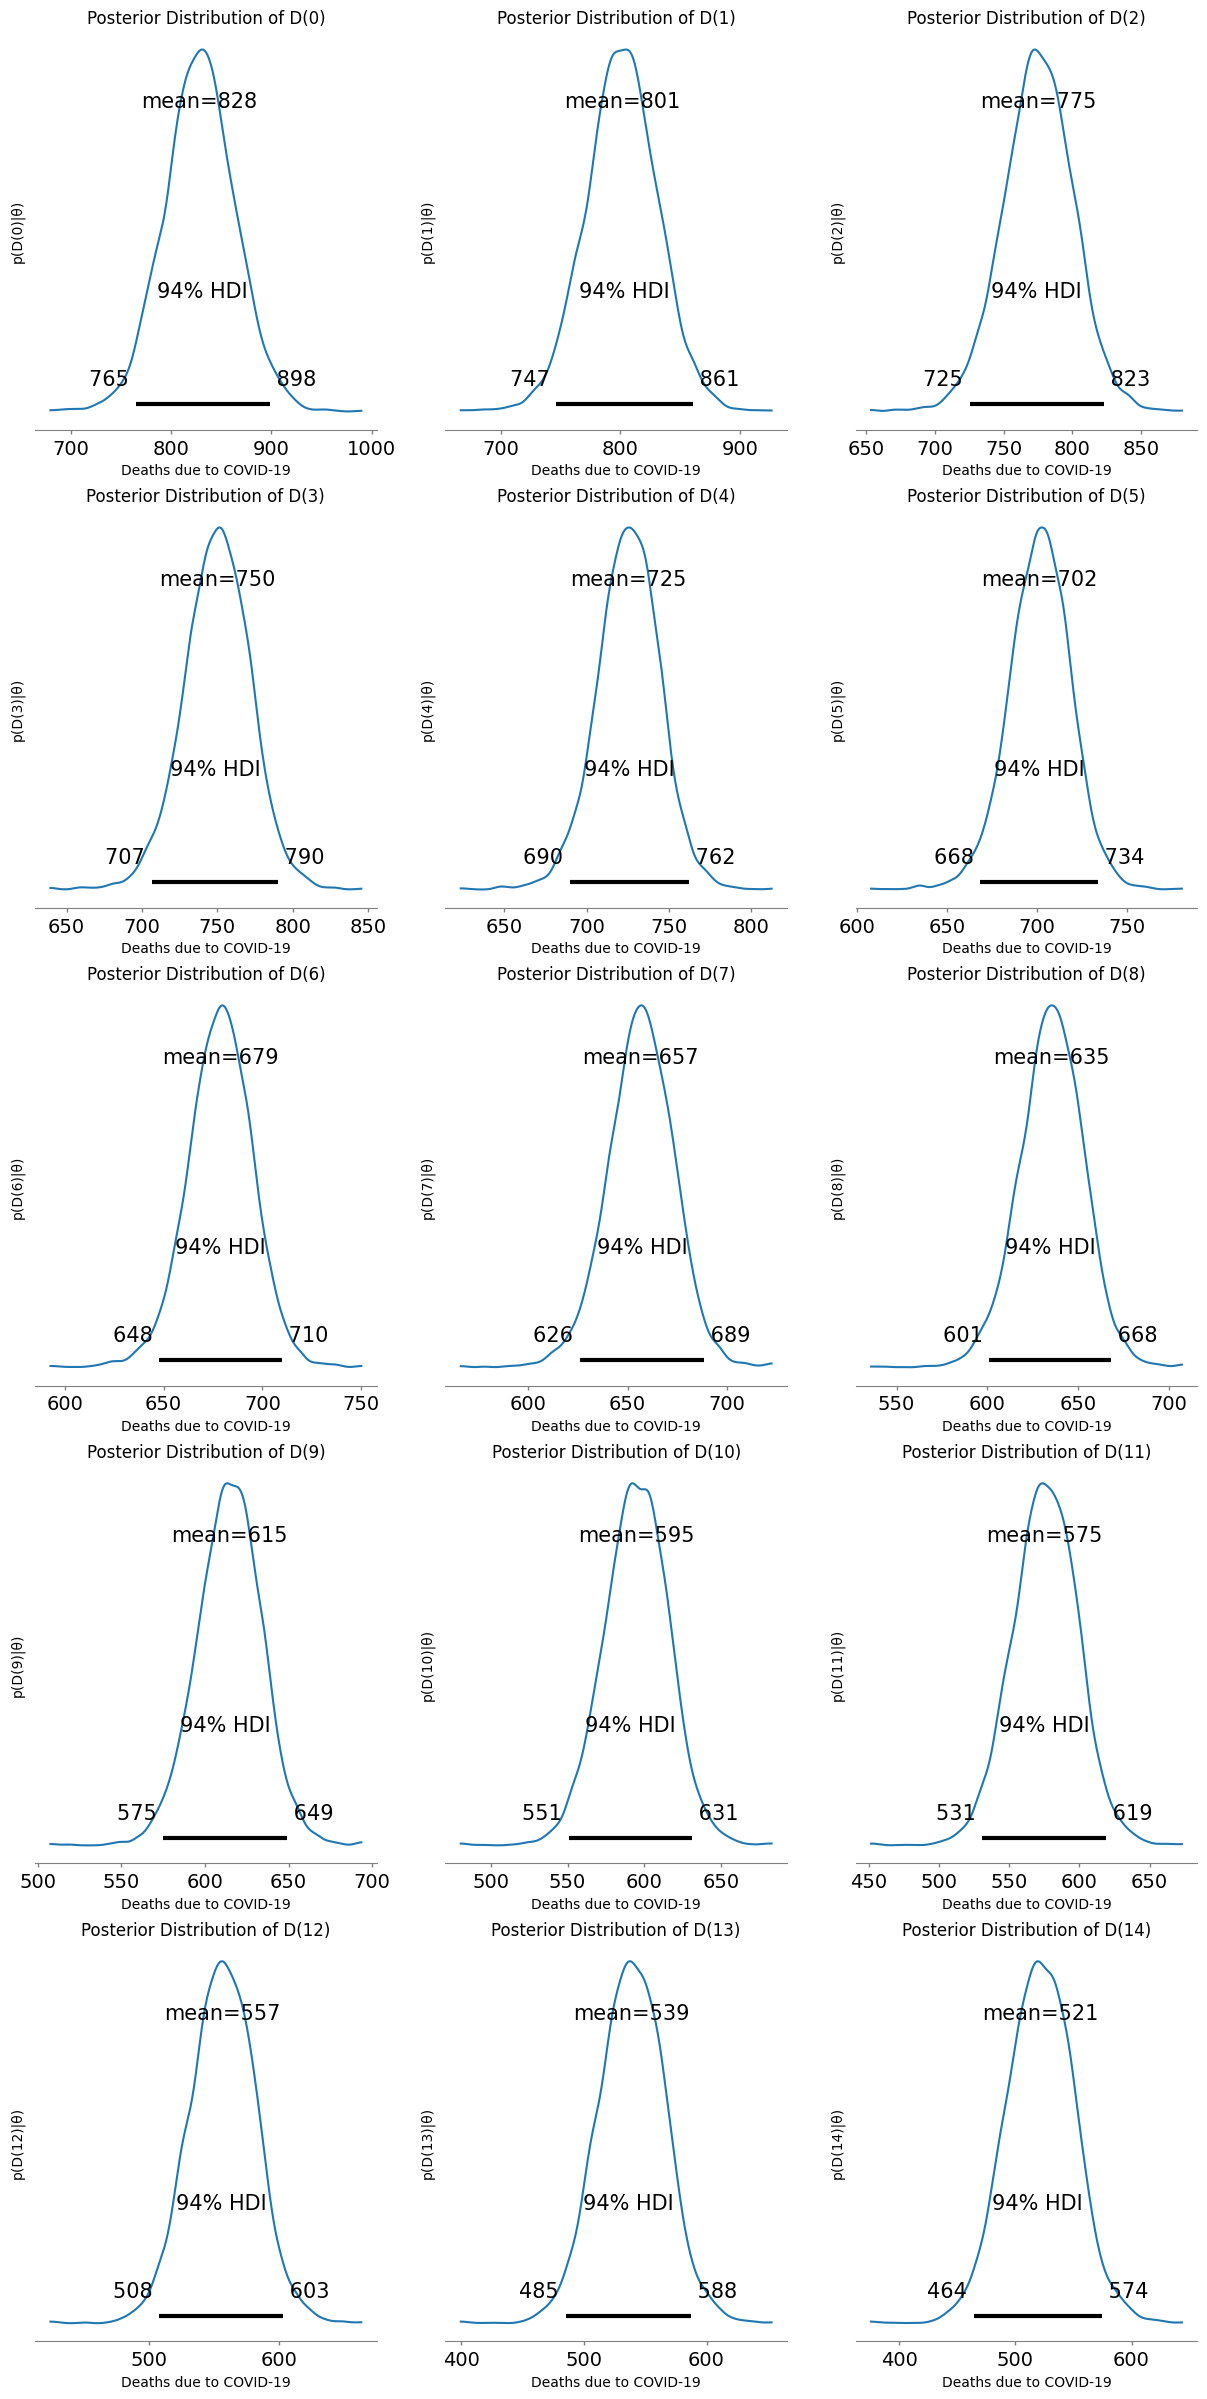 Posterior Distribution of D(0)
mean=828
94% HDI
765
898
p(D(0)|θ)
700 800 900 1000
Deaths due to COVID-19
Posterior Distribution of D(1)
mean=801
94% HDI
747
861
p(D(1)|θ)
700 800 900
Deaths due to COVID-19
Posterior Distribution of D(2)
mean=775
94% HDI
725
823
p(D(2)|θ)
650 700 750 800 850
Deaths due to COVID-19
Posterior Distribution of D(3)
mean=750
94% HDI
707
790
p(D(3)|θ)
650 700 750 800 850
Deaths due to COVID-19
Posterior Distribution of D(4)
mean=725
94% HDI
690
762
p(D(4)|θ)
650 700 750 800
Deaths due to COVID-19
Posterior Distribution of D(5)
mean=702
94% HDI
668
734
p(D(5)|θ)
600 650 700 750
Deaths due to COVID-19
Posterior Distribution of D(6)
mean=679
94% HDI
648
710
p(D(6)|θ)
600 650 700 750
Deaths due to COVID-19
Posterior Distribution of D(7)
mean=657
94% HDI
626
689
p(D(7)|θ)
600 650 700
Deaths due to COVID-19
Posterior Distribution of D(8)
mean=635
94% HDI
601
668
p(D(8)|θ)
550 600 650 700
Deaths due to COVID-19
Posterior Distribution of D(9)
mean=615
94% HDI
575
649
p(D(9)|θ)
500 550 600 650 700
Deaths due to COVID-19
Posterior Distribution of D(10)
mean=595
94% HDI
551
631
p(D(10)|θ)
500 550 600 650
Deaths due to COVID-19
Posterior Distribution of D(11)
mean=575
94% HDI
531
619
p(D(11)|θ)
450 500 550 600 650
Deaths due to COVID-19
Posterior Distribution of D(12)
mean=557
94% HDI
508
603
p(D(12)|θ)
500 600
Deaths due to COVID-19
Posterior Distribution of D(13)
mean=539
94% HDI
485
588
p(D(13)|θ)
400 500 600
Deaths due to COVID-19
Posterior Distribution of D(14)
mean=521
94% HDI
464
574
p(D(14)|θ)
400 500 600
Deaths due to COVID-19